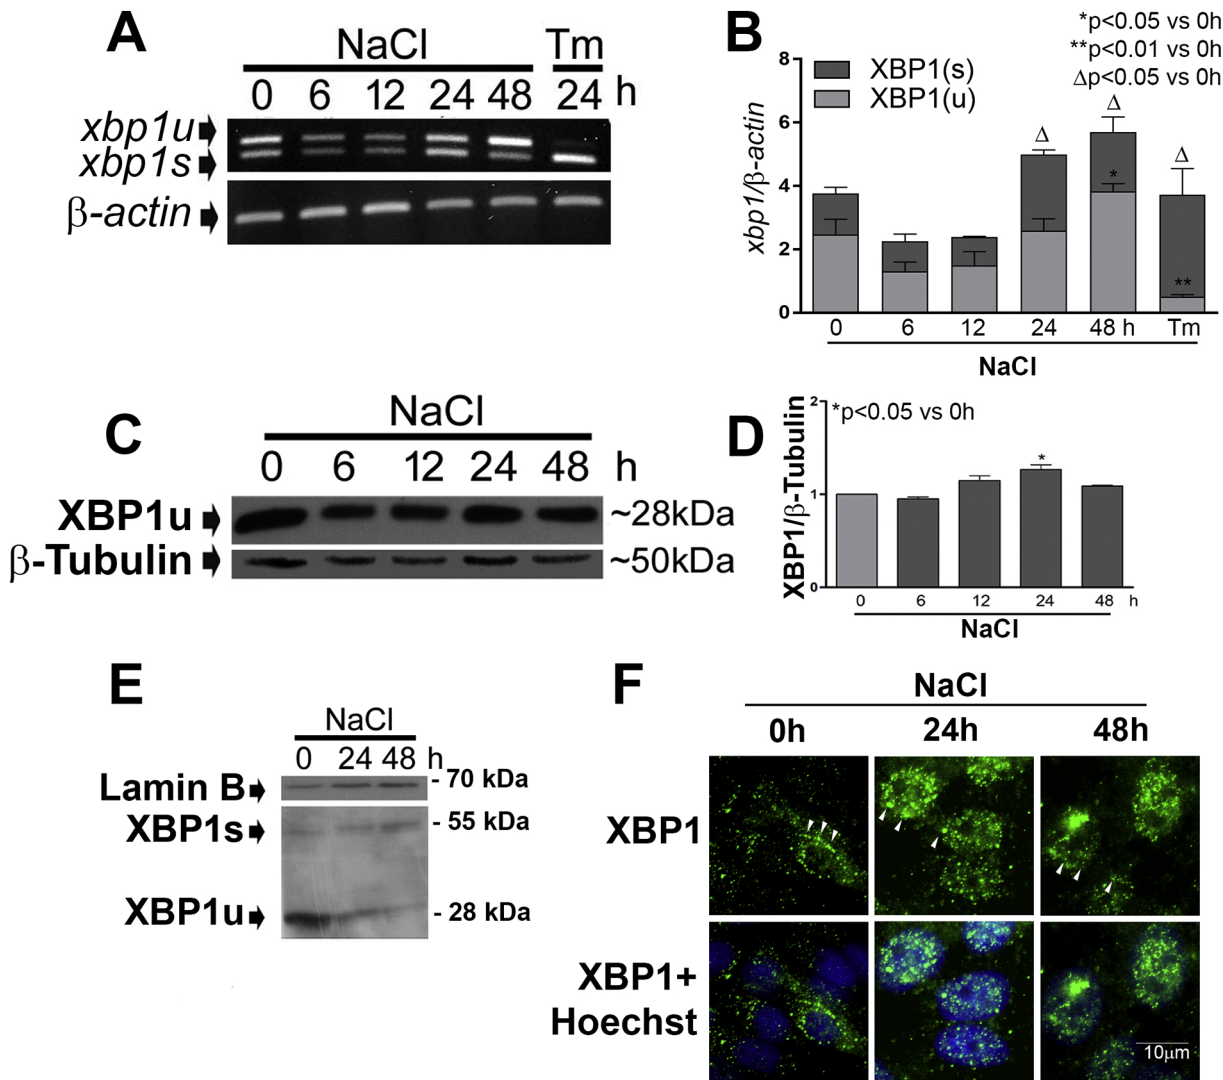 A
NaCl Tm
0 6 12 24 48 24 h
xbp1u
xbp1s
β-actin
B
*p<0.05 vs 0h
**p<0.01 vs 0h
Δp<0.05 vs 0h
XBP1(s)
XBP1(u)
xbp1/β-actin
8
6
4
2
0
Δ Δ Δ
* **
0 6 12 24 48 h Tm
NaCl
C
NaCl
0 6 12 24 48 h
XBP1u ~28kDa
β-Tubulin ~50kDa
D
*p<0.05 vs 0h
XBP1/β-Tubulin
2
1
0
*
0 6 12 24 48 h
NaCl
E
NaCl
0 24 48 h
Lamin B - 70 kDa
XBP1s - 55 kDa
XBP1u - 28 kDa
F
NaCl
0h 24h 48h
XBP1
XBP1+
Hoechst
10µm